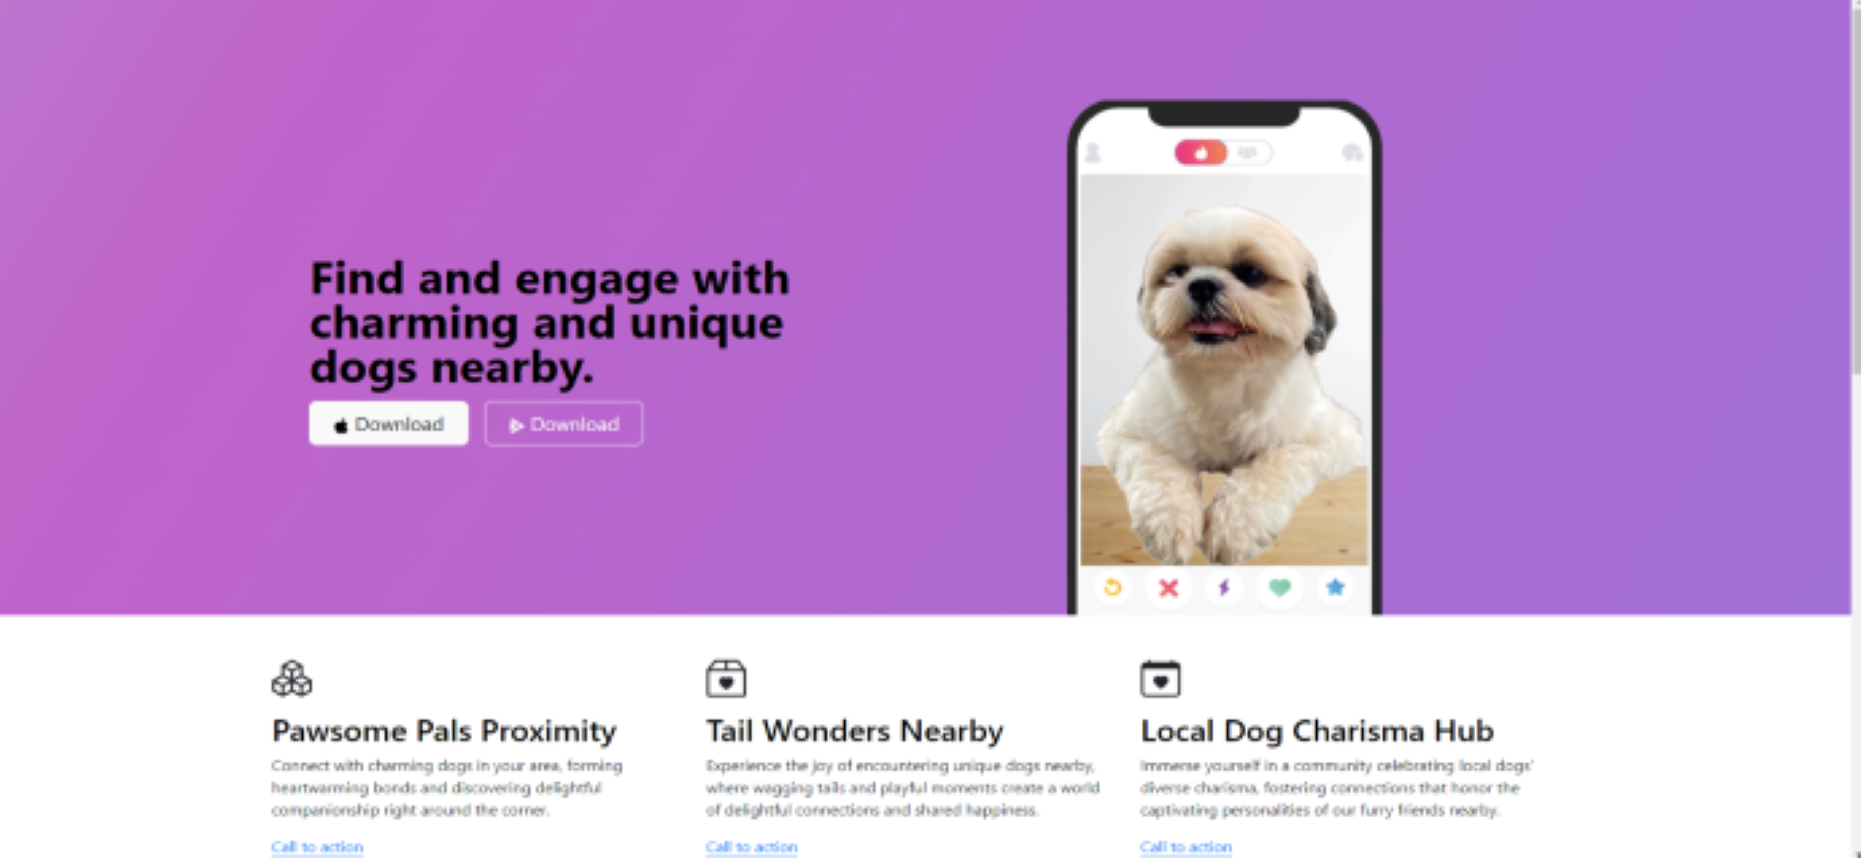 Find and engage with
charming and unique
dogs nearby.
Download
Download
Pawsome Pals Proximity
Connect with charming dogs in your area, forming
heartwarming bonds and discovering delightful
companionship right around the corner.
Call to action
Tail Wonders Nearby
Experience the joy of encountering unique dogs nearby,
where wagging tails and playful moments create a world
of delightful connections and shared happiness.
Call to action
Local Dog Charisma Hub
Immerse yourself in a community celebrating local dogs'
diverse charisma, fostering connections that honor the
captivating personalities of our furry friends nearby.
Call to action